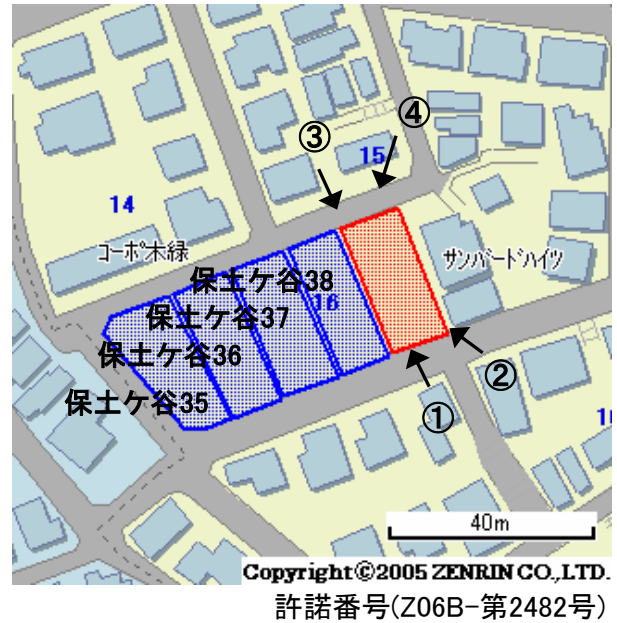 ④
③
15
14
コーポ木緑
サンバードハイツ
保土ケ谷38
16
保土ケ谷37
保土ケ谷36
保土ケ谷35
②
①
40m
Copyright©2005 ZENRIN CO.,LTD.
許諾番号(Z06B-第2482号)